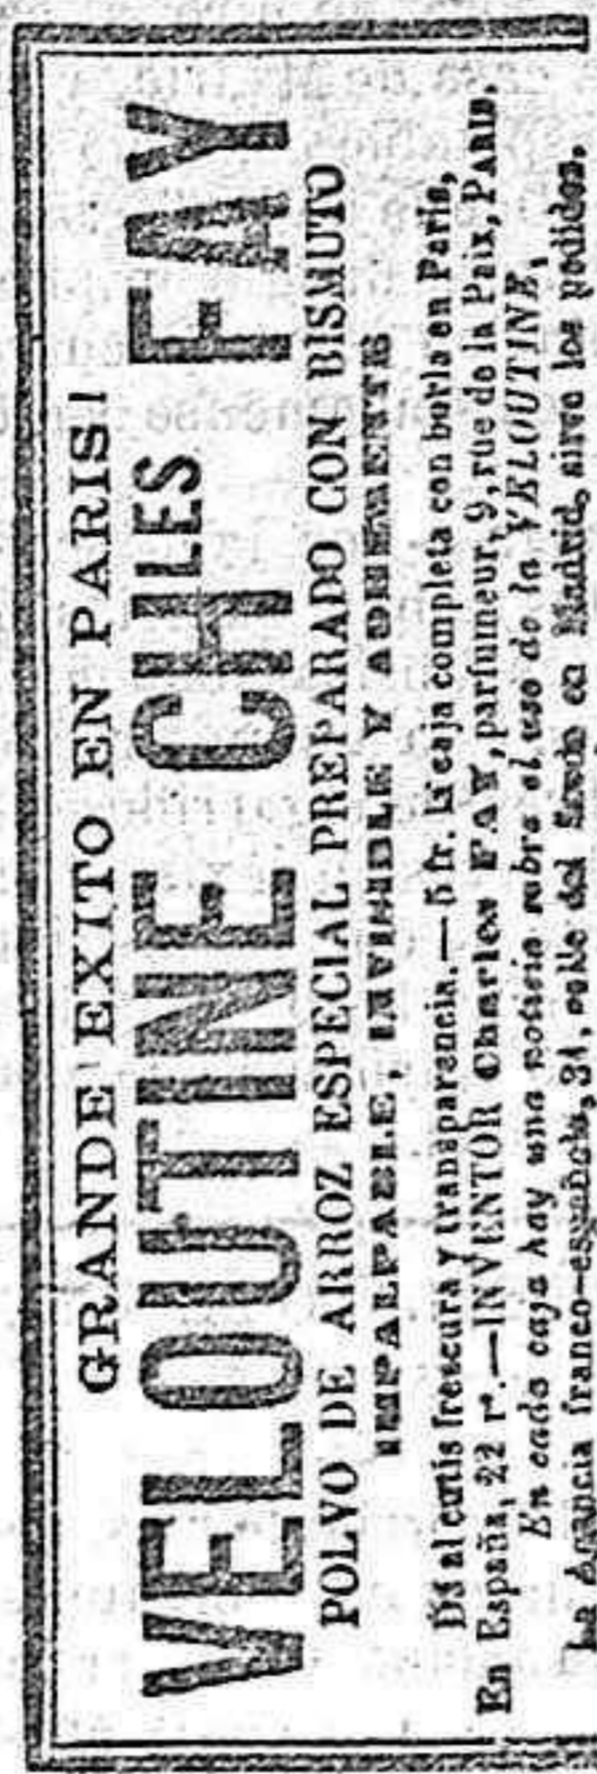 GRANDE EXITO EN PARIS!
VELOUTINE CHLES FAY
POLVO DE ARROZ ESPECIAL PREPARADO CON BISMUTO
IMPALPABLE, INVISIBLE Y ADHERENTE
Dá al cutis frescura y transparencia.—5 fr. la caja completa con borla en Paris,
En España, 22 rs.—INVENTOR Charles FAY, parfumeur, 9, rue de la Paix, PARIS,
En cada caja hay una noticia sobre el uso de la VELOUTINE,
La Agencia franco-española, 31, calle del Sordo en Madrid, sirve los pedidos.